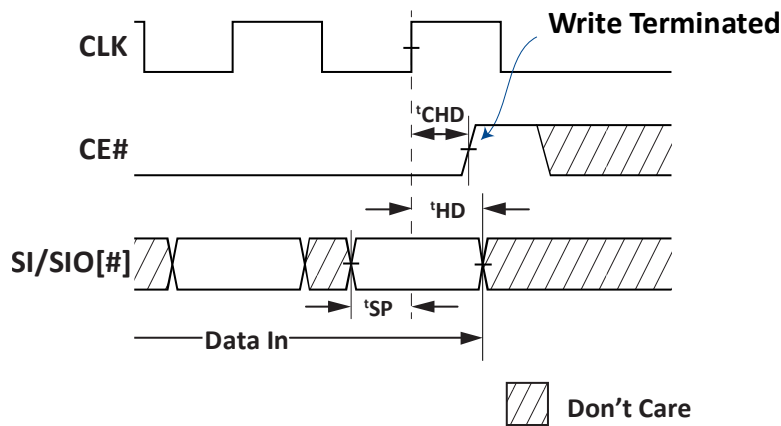 Write Terminated
CLK
tCHD
CE#
tHD
SI/SIO[#]
tSP
Data In
Don't Care